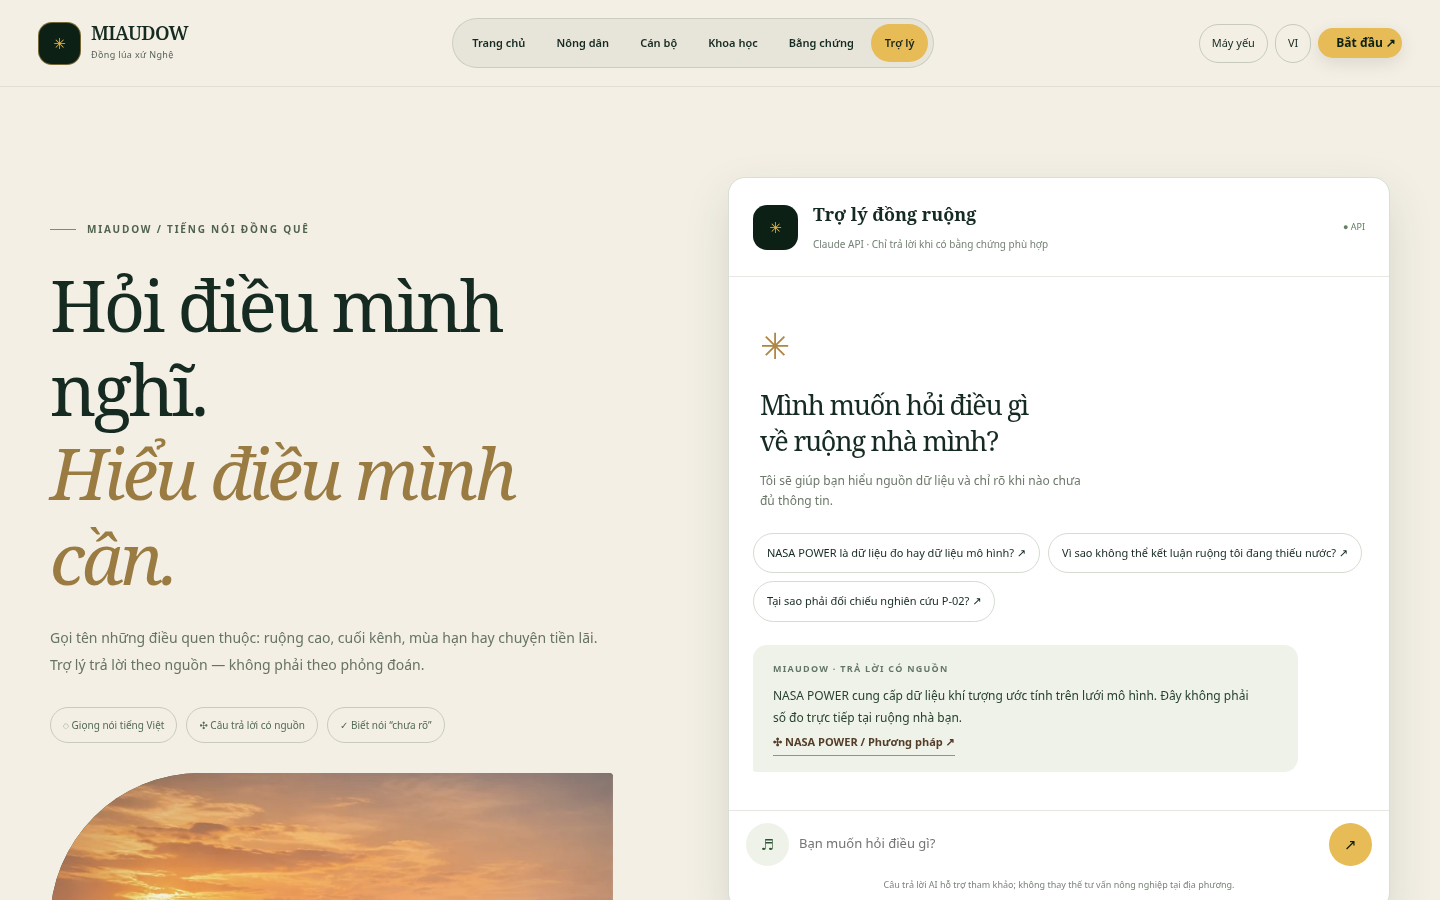 MIAUDOW
Đồng lúa xứ Nghệ
Trang chủ
Nông dân
Cán bộ
Khoa học
Bằng chứng
Trợ lý
Máy yếu
VI
Bắt đầu ↗
MIAUDOW / TIẾNG NÓI ĐỒNG QUÊ
Hỏi điều mình
nghĩ.
Hiểu điều mình
cần.
Gọi tên những điều quen thuộc: ruộng cao, cuối kênh, mùa hạn hay chuyện tiền lãi.
Trợ lý trả lời theo nguồn — không phải theo phỏng đoán.
○ Giọng nói tiếng Việt
✣ Câu trả lời có nguồn
✓ Biết nói “chưa rõ”
Trợ lý đồng ruộng
Claude API · Chỉ trả lời khi có bằng chứng phù hợp
● API
Mình muốn hỏi điều gì
về ruộng nhà mình?
Tôi sẽ giúp bạn hiểu nguồn dữ liệu và chỉ rõ khi nào chưa
đủ thông tin.
NASA POWER là dữ liệu đo hay dữ liệu mô hình? ↗
Vì sao không thể kết luận ruộng tôi đang thiếu nước? ↗
Tại sao phải đối chiếu nghiên cứu P-02? ↗
MIAUDOW · TRẢ LỜI CÓ NGUỒN
NASA POWER cung cấp dữ liệu khí tượng ước tính trên lưới mô hình. Đây không phải
số đo trực tiếp tại ruộng nhà bạn.
✣ NASA POWER / Phương pháp ↗
Bạn muốn hỏi điều gì?
↗
Câu trả lời AI hỗ trợ tham khảo; không thay thế tư vấn nông nghiệp tại địa phương.